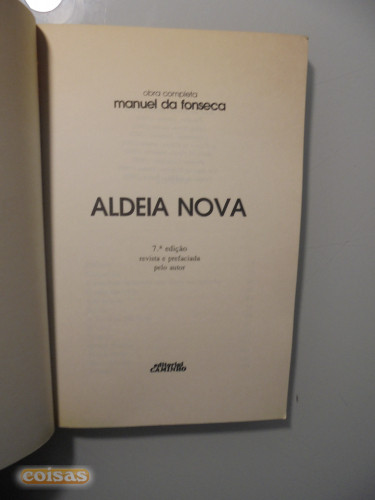 obra completa
manuel da fonseca
ALDEIA NOVA
7.ª edição
revista e prefaciada
pelo autor
editorial
CAMINHO
coisas